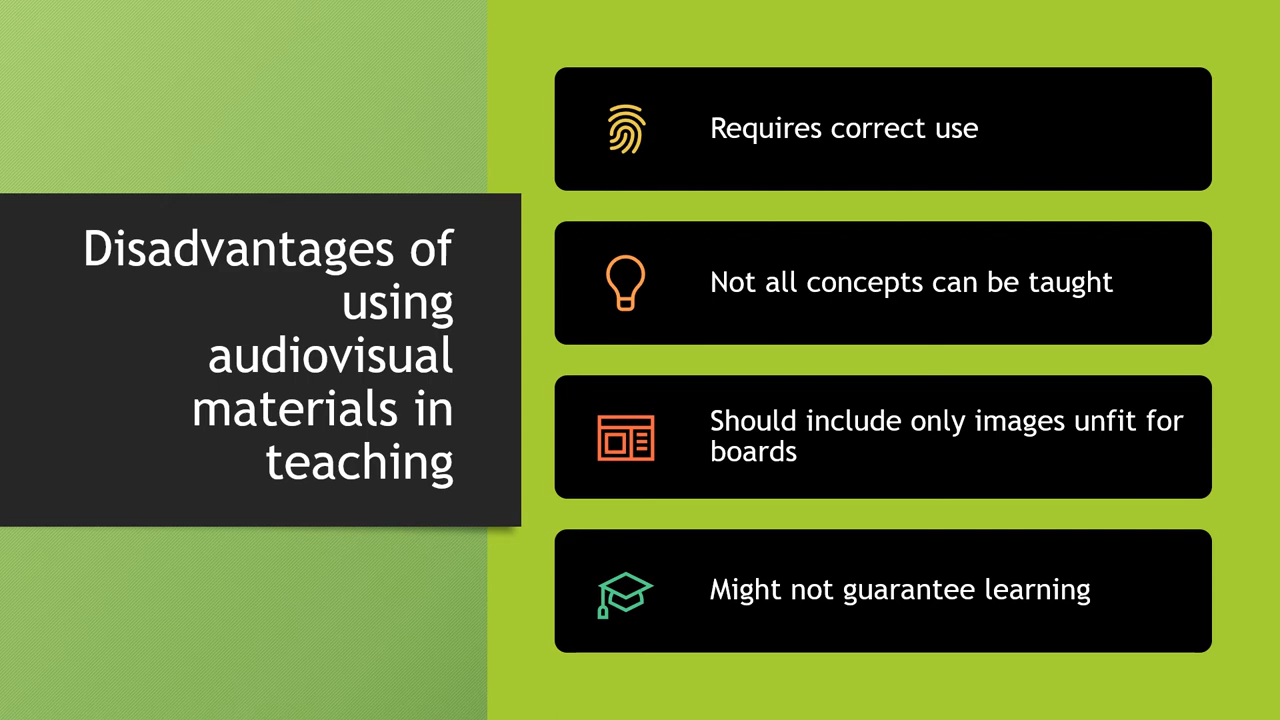 Disadvantages of
using
audiovisual
materials in
teaching
Requires correct use
Not all concepts can be taught
Should include only images unfit for
boards
Might not guarantee learning